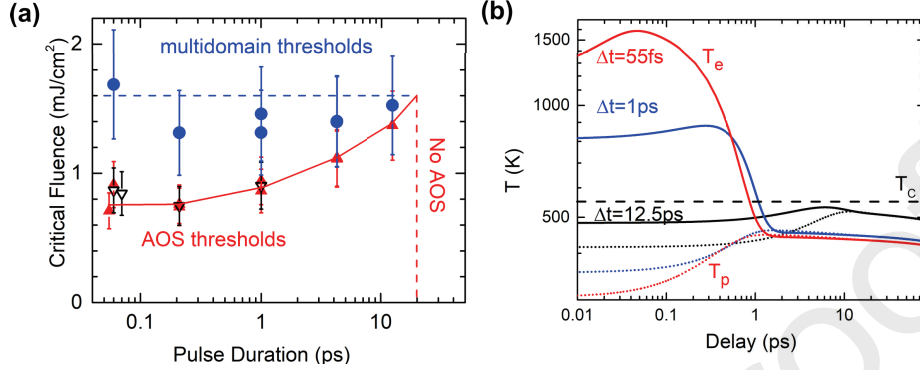 (a)
Critical Fluence (mJ/cm²)
2
1
0
multidomain thresholds
AOS thresholds
No AOS
0.1
1
10
Pulse Duration (ps)
(b)
T (K)
1500
1000
500
Δt=55fs
Te
Δt=1ps
Tc
Δt=12.5ps
Tp
0.01
0.1
1
10
Delay (ps)